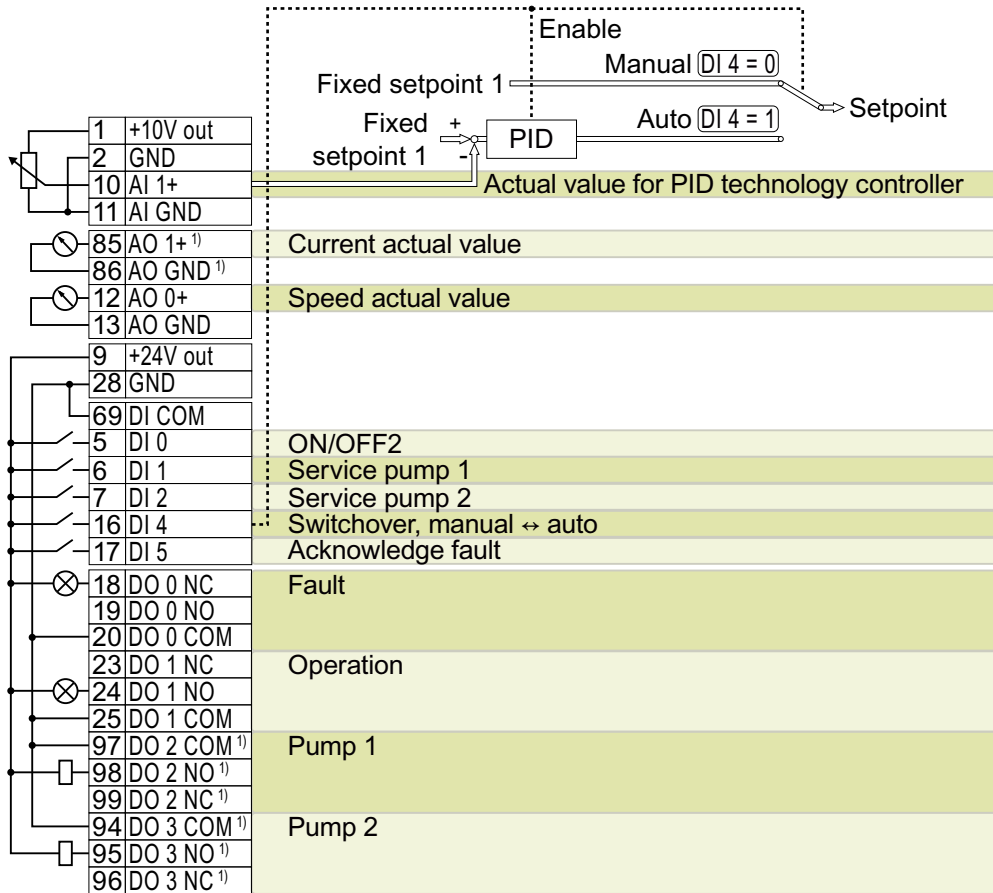 Enable
Manual DI 4 = 0
Fixed setpoint 1
Setpoint
Fixed + Auto DI 4 = 1
setpoint 1 - PID
1 +10V out
2 GND
10 AI 1+ Actual value for PID technology controller
11 AI GND
85 AO 1+ 1) Current actual value
86 AO GND 1)
12 AO 0+ Speed actual value
13 AO GND
9 +24V out
28 GND
69 DI COM
5 DI 0 ON/OFF2
6 DI 1 Service pump 1
7 DI 2 Service pump 2
16 DI 4 Switchover, manual ↔ auto
17 DI 5 Acknowledge fault
18 DO 0 NC Fault
19 DO 0 NO
20 DO 0 COM
23 DO 1 NC Operation
24 DO 1 NO
25 DO 1 COM
97 DO 2 COM 1) Pump 1
98 DO 2 NO 1)
99 DO 2 NC 1)
94 DO 3 COM 1) Pump 2
95 DO 3 NO 1)
96 DO 3 NC 1)